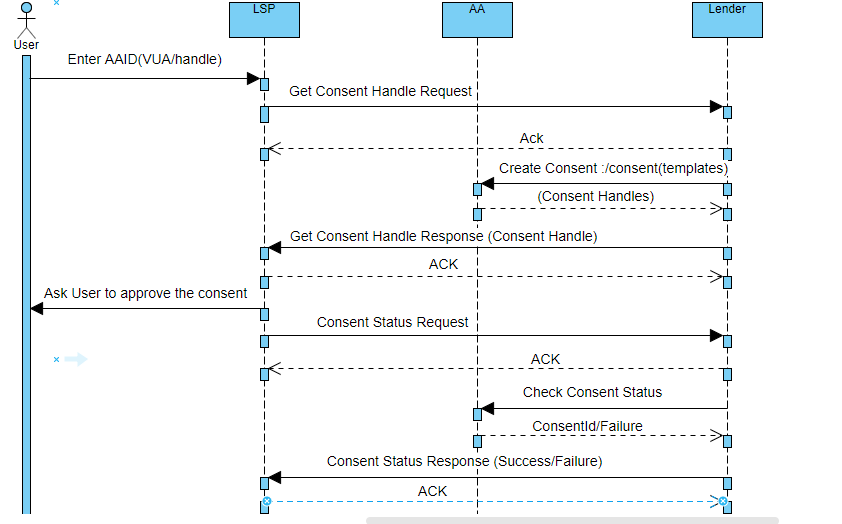 LSP
AA
Lender
User
Enter AAID(VUA/handle)
Get Consent Handle Request
Ack
Create Consent :/consent(templates)
(Consent Handles)
Get Consent Handle Response (Consent Handle)
ACK
Ask User to approve the consent
Consent Status Request
ACK
Check Consent Status
ConsentId/Failure
Consent Status Response (Success/Failure)
ACK